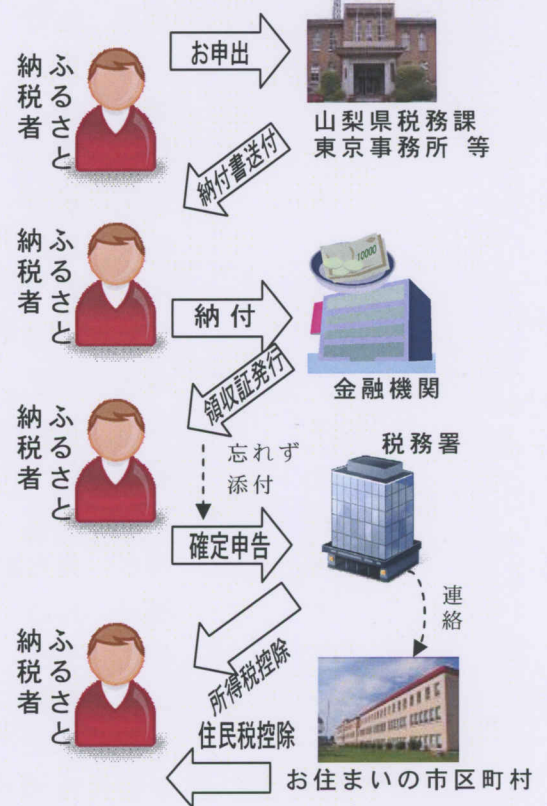 ふるさと
納税者
お申出
山梨県税務課
東京事務所 等
納付書送付
ふるさと
納税者
10000
納付
金融機関
領収証発行
ふるさと
納税者
忘れず
添付
税務署
確定申告
連絡
ふるさと
納税者
所得税控除
住民税控除
お住まいの市区町村